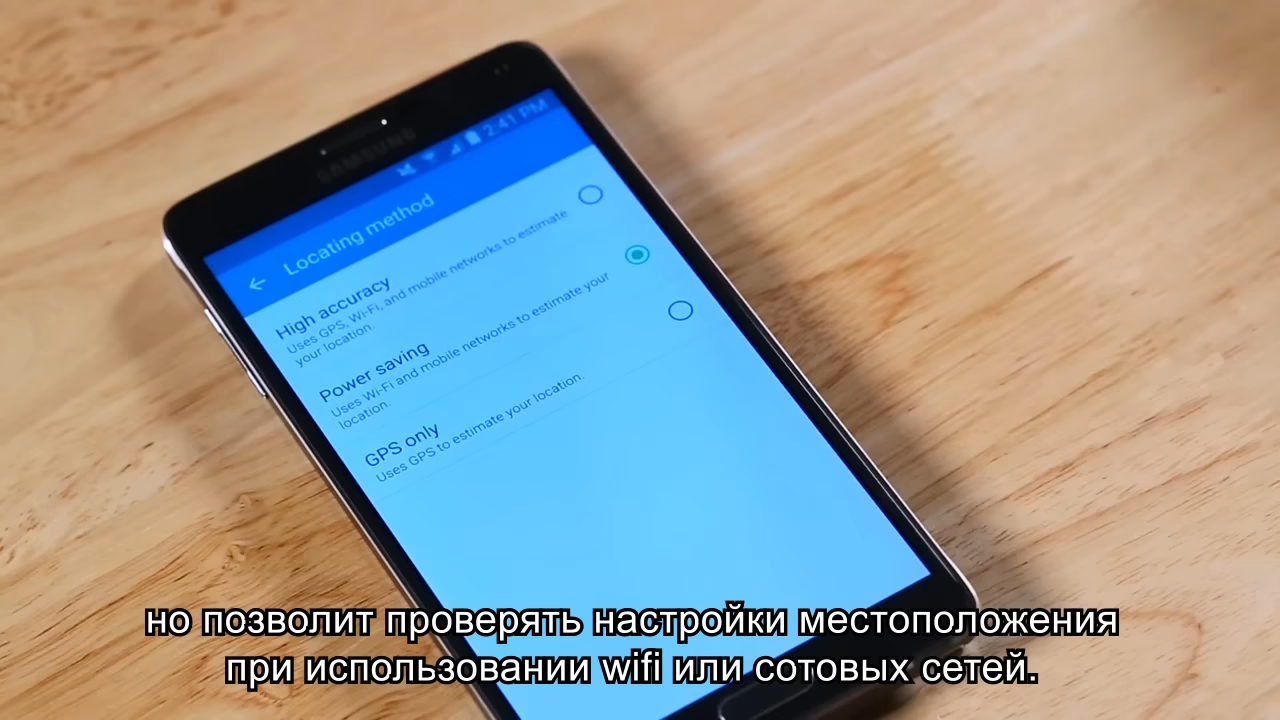 SAMSUNG
2:41 PM
Locating method
High accuracy
Uses GPS, Wi-Fi, and mobile networks to estimate
your location.
Power saving
Uses Wi-Fi and mobile networks to estimate your
location.
GPS only
Uses GPS to estimate your location.
но позволит проверять настройки местоположения
при использовании wifi или сотовых сетей.